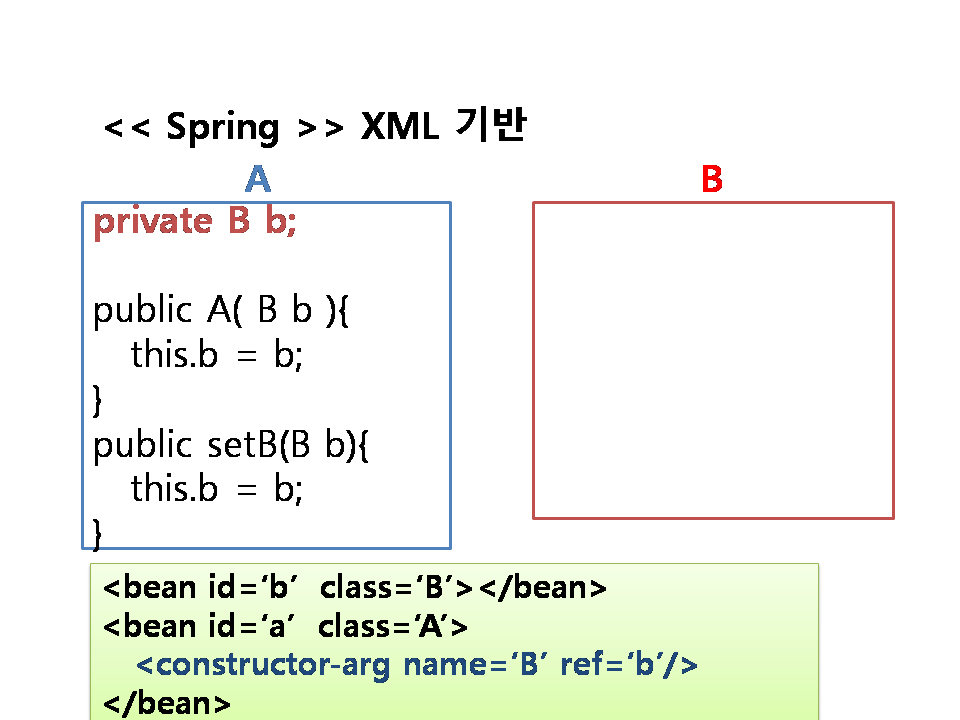 << Spring >> XML 기반
A
B
private B b;
public A( B b ){
this.b = b;
}
public setB(B b){
this.b = b;
}
<bean id=‘b’ class=‘B’></bean>
<bean id=‘a’ class=‘A’>
<constructor-arg name=‘B’ ref=‘b’/>
</bean>